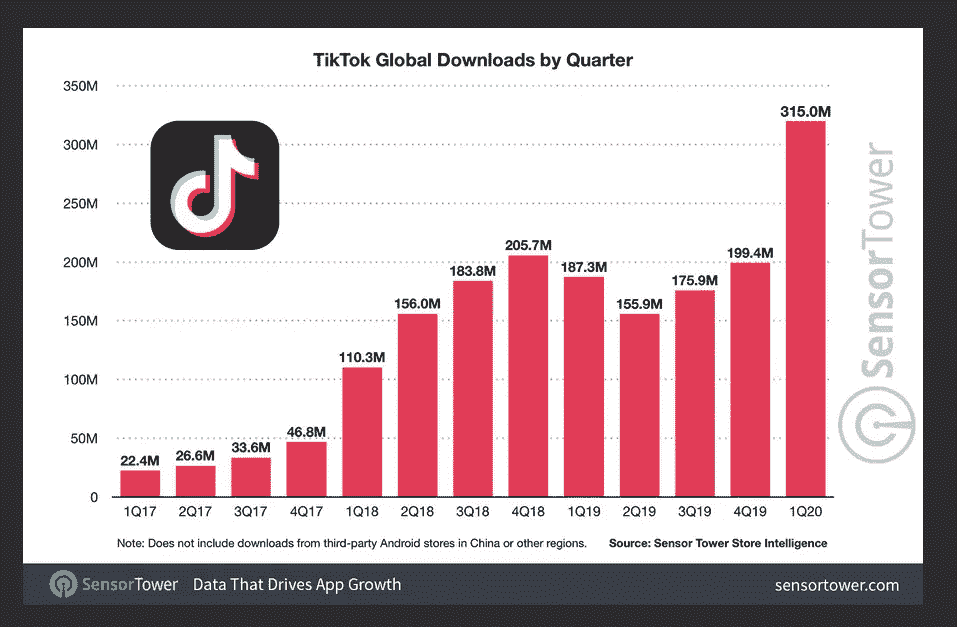 TikTok Global Downloads by Quarter
350M
300M
250M
200M
150M
100M
50M
0
22.4M
26.6M
33.6M
46.8M
110.3M
156.0M
183.8M
205.7M
187.3M
155.9M
175.9M
199.4M
315.0M
1Q17 2Q17 3Q17 4Q17 1Q18 2Q18 3Q18 4Q18 1Q19 2Q19 3Q19 4Q19 1Q20
SensorTower
Note: Does not include downloads from third-party Android stores in China or other regions. Source: Sensor Tower Store Intelligence
SensorTower Data That Drives App Growth sensortower.com